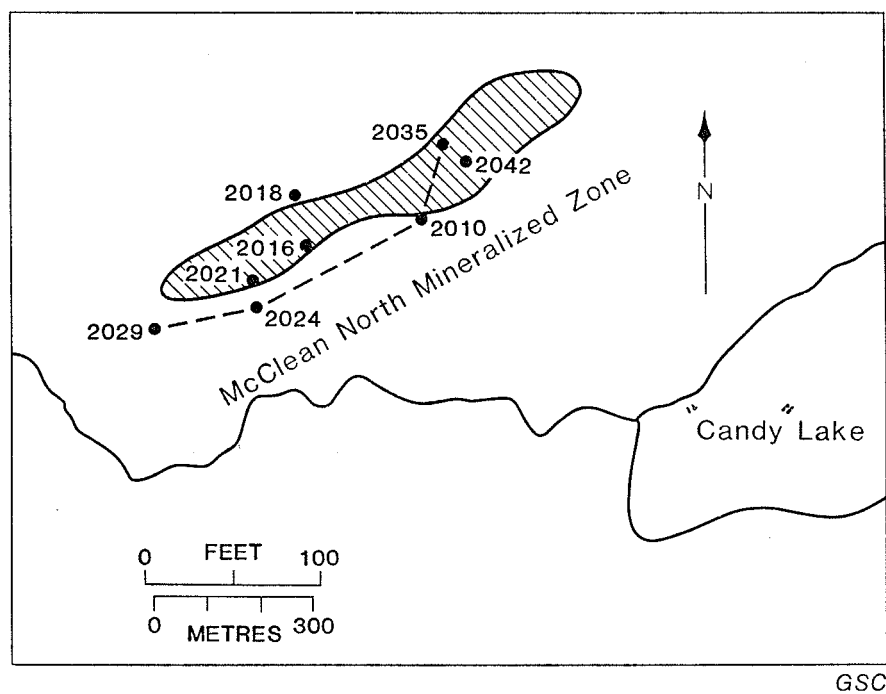 2035
2042
2018
2010
2016
2021
2024
2029
McClean North Mineralized Zone
N
"Candy" Lake
0 FEET 100
0 METRES 300
GSC